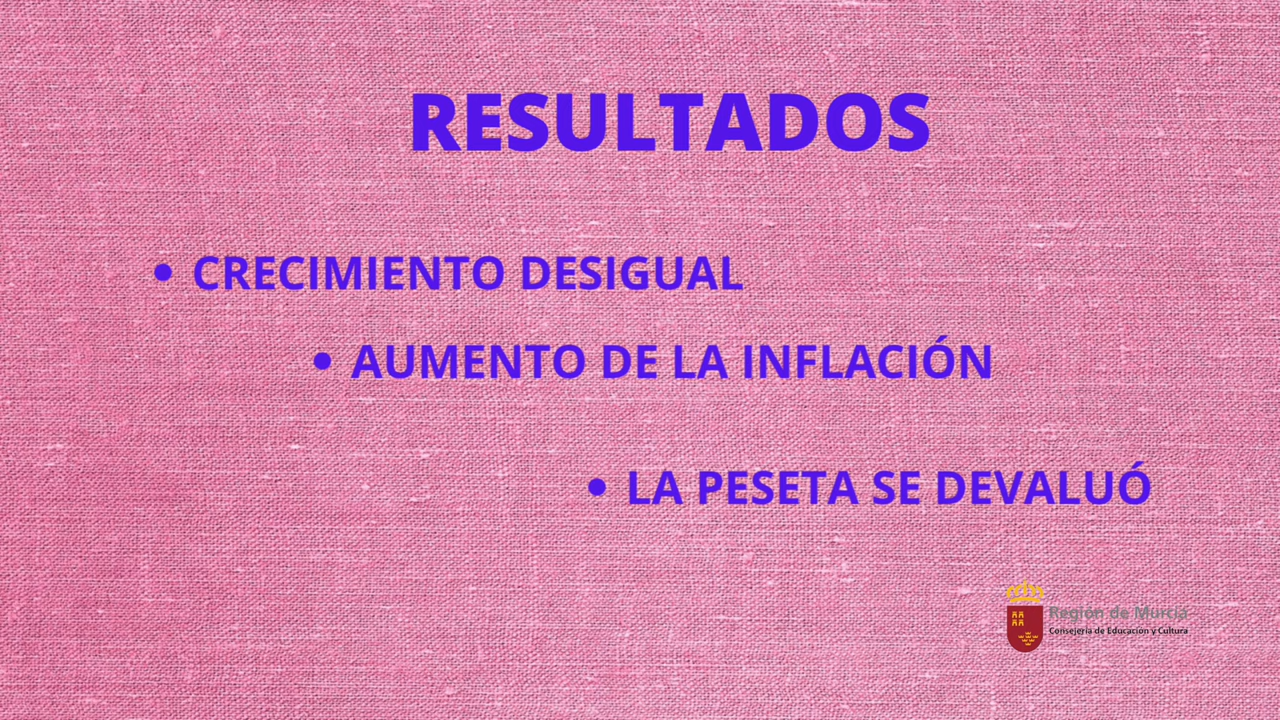 RESULTADOS
• CRECIMIENTO DESIGUAL
• AUMENTO DE LA INFLACIÓN
• LA PESETA SE DEVALUÓ
Región de Murcia
Consejería de Educación y Cultura